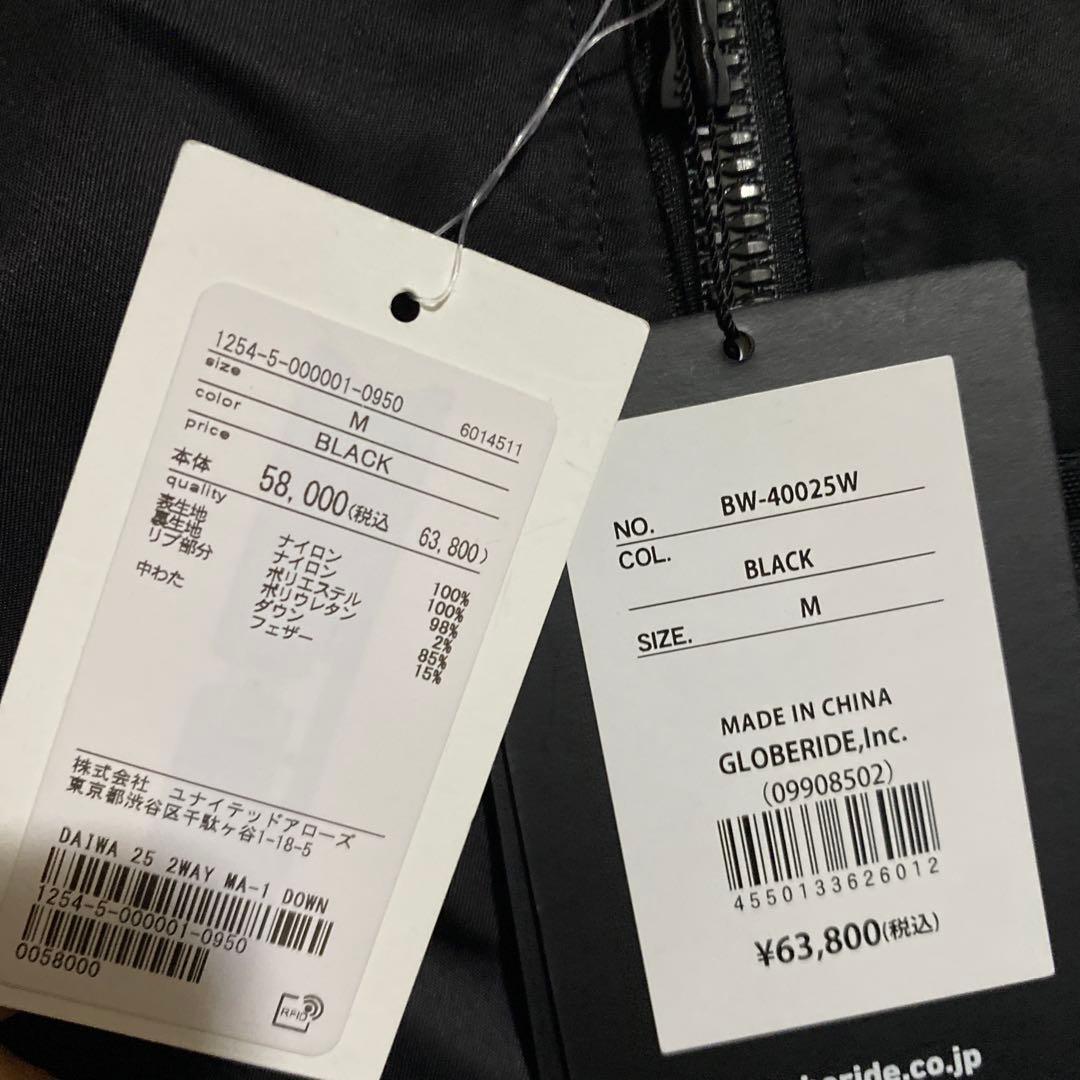 1254-5-000001-0950
size M 6014511
color BLACK
price
本体 58,000(税込 63,800)
quality
表生地 ナイロン 100%
裏生地 ナイロン 100%
リブ部分 ポリエステル 98%
ポリウレタン 2%
中わた ダウン 85%
フェザー 15%
株式会社 ユナイテッドアローズ
東京都渋谷区千駄ヶ谷1-18-5
DAIWA 25 2WAY MA-1 DOWN
1254-5-000001-0950
0058000
RFID
NO. BW-40025W
COL. BLACK
SIZE. M
MADE IN CHINA
GLOBERIDE,Inc.
(09908502)
4550133626012
¥63,800(税込)
beride.co.jp